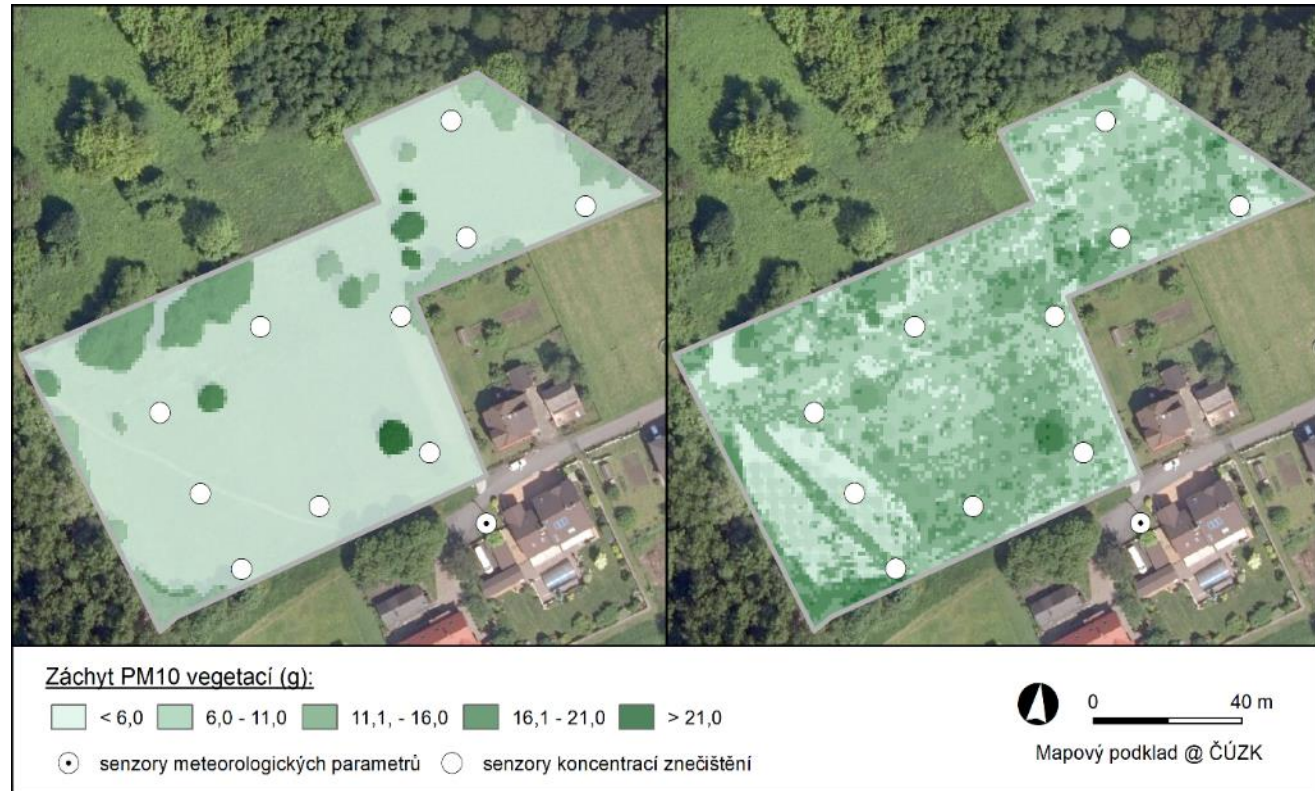 Záchyt PM10 vegetací (g):
< 6,0
6,0 - 11,0
11,1, - 16,0
16,1 - 21,0
> 21,0
senzory meteorologických parametrů
senzory koncentrací znečištění
0
40 m
Mapový podklad @ ČÚZK